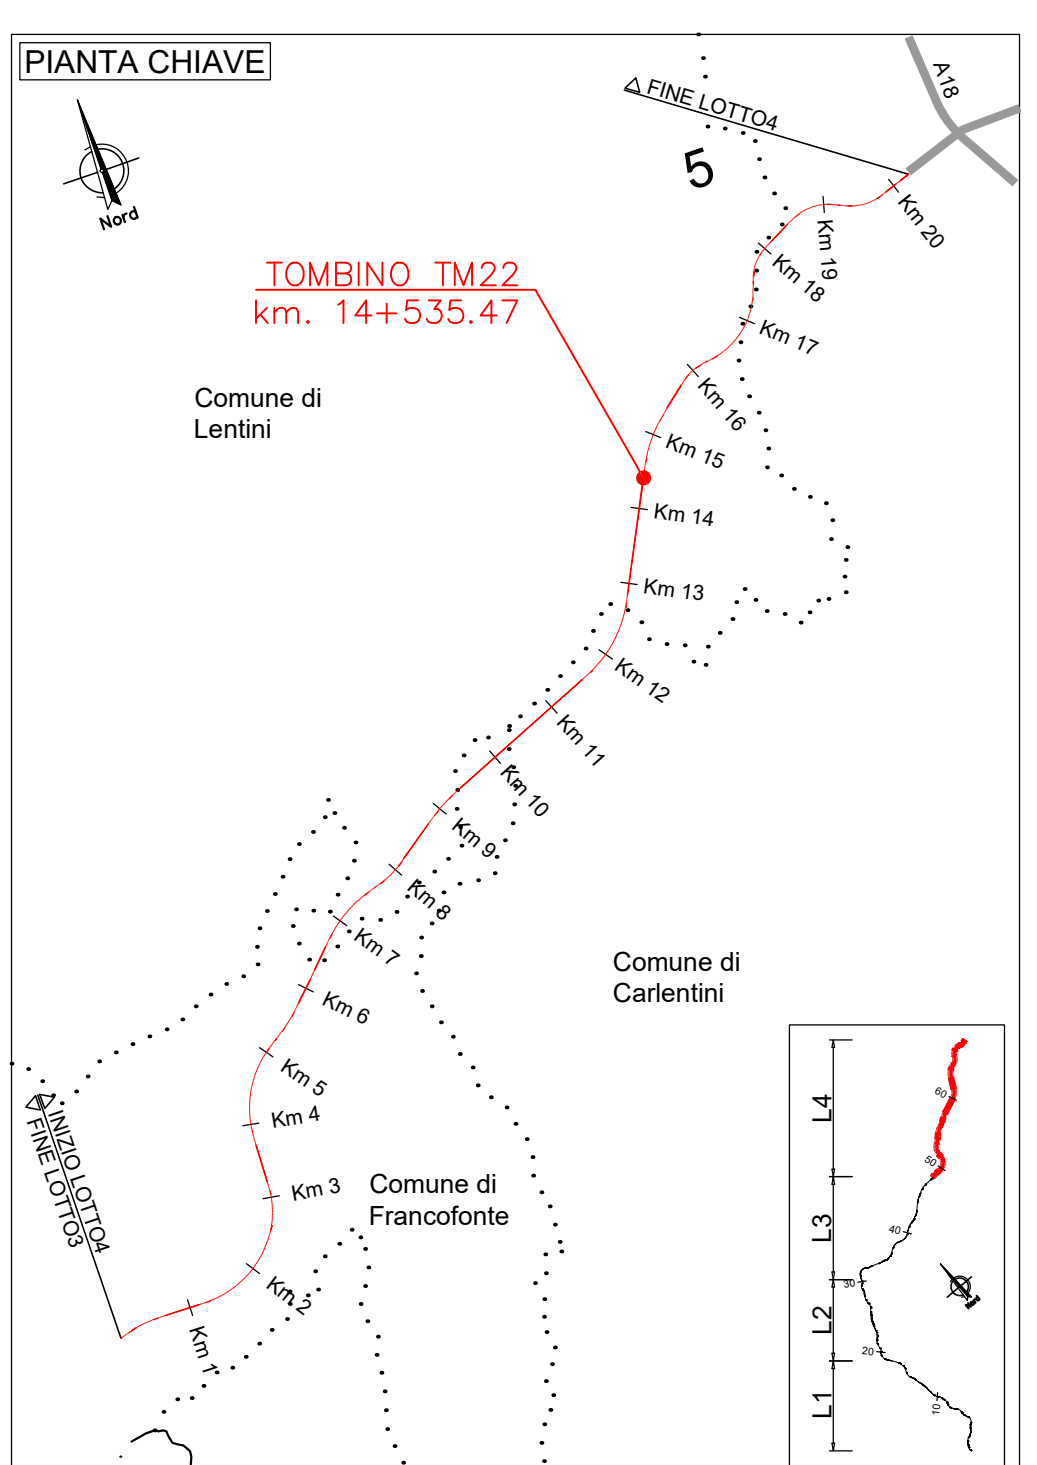 PIANTA CHIAVE
Nord
FINE LOTTO4
A18
5
Km 20
Km 19
Km 18
Km 17
TOMBINO TM22
km. 14+535.47
Comune di
Lentini
Km 16
Km 15
Km 14
Km 13
Km 12
Km 11
Km 10
Km 9
Km 8
Km 7
Km 6
Comune di
Carlentini
Km 5
Km 4
INIZIO LOTTO4
FINE LOTTO3
Km 3
Comune di
Francofonte
Km 2
Km 1
L4
60
50
L3
40
30
Nord
L2
20
L1
10